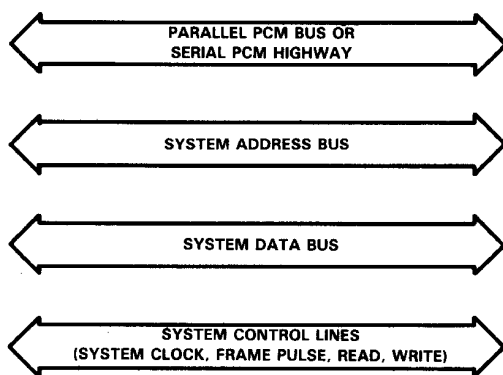 PARALLEL PCM BUS OR
SERIAL PCM HIGHWAY
SYSTEM ADDRESS BUS
SYSTEM DATA BUS
SYSTEM CONTROL LINES
(SYSTEM CLOCK, FRAME PULSE, READ, WRITE)